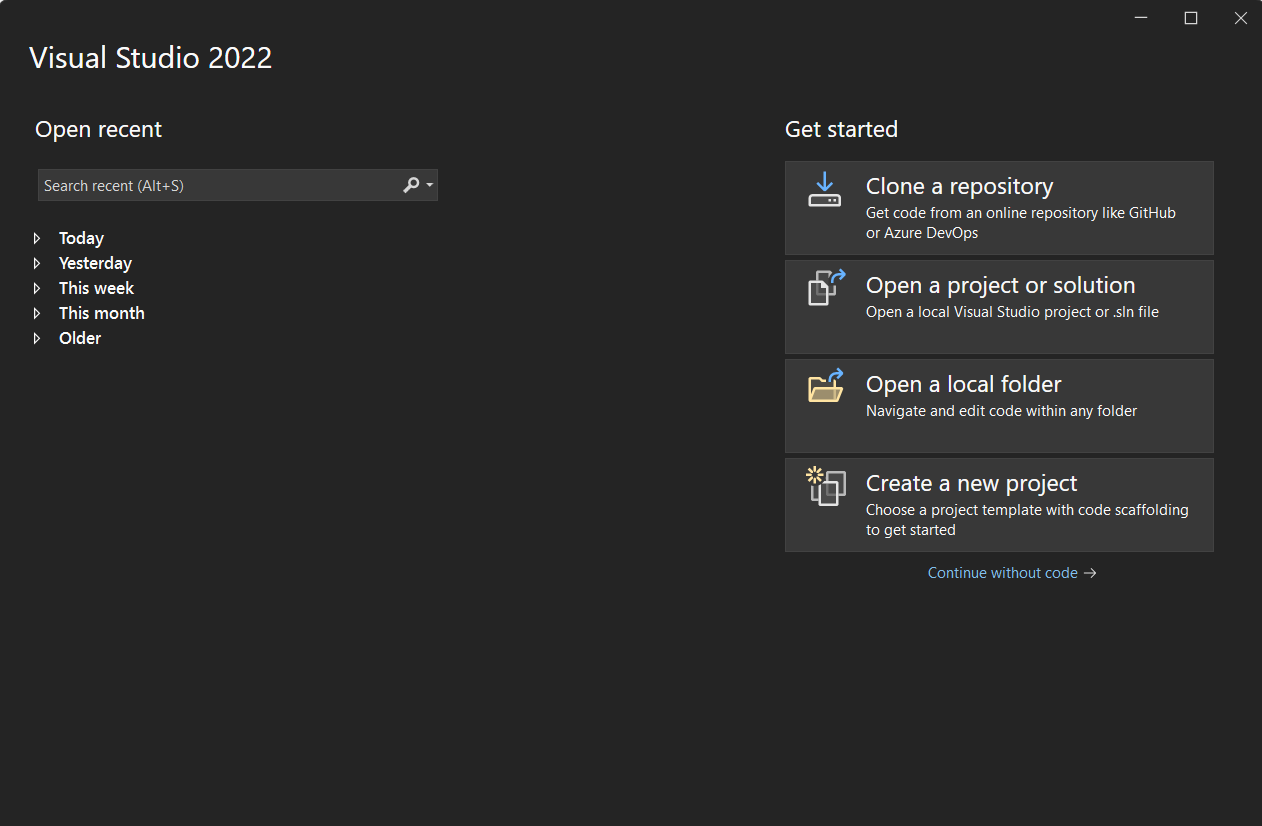 Visual Studio 2022
Open recent
Search recent (Alt+S)
Today
Yesterday
This week
This month
Older
Get started
Clone a repository
Get code from an online repository like GitHub
or Azure DevOps
Open a project or solution
Open a local Visual Studio project or .sln file
Open a local folder
Navigate and edit code within any folder
Create a new project
Choose a project template with code scaffolding
to get started
Continue without code →